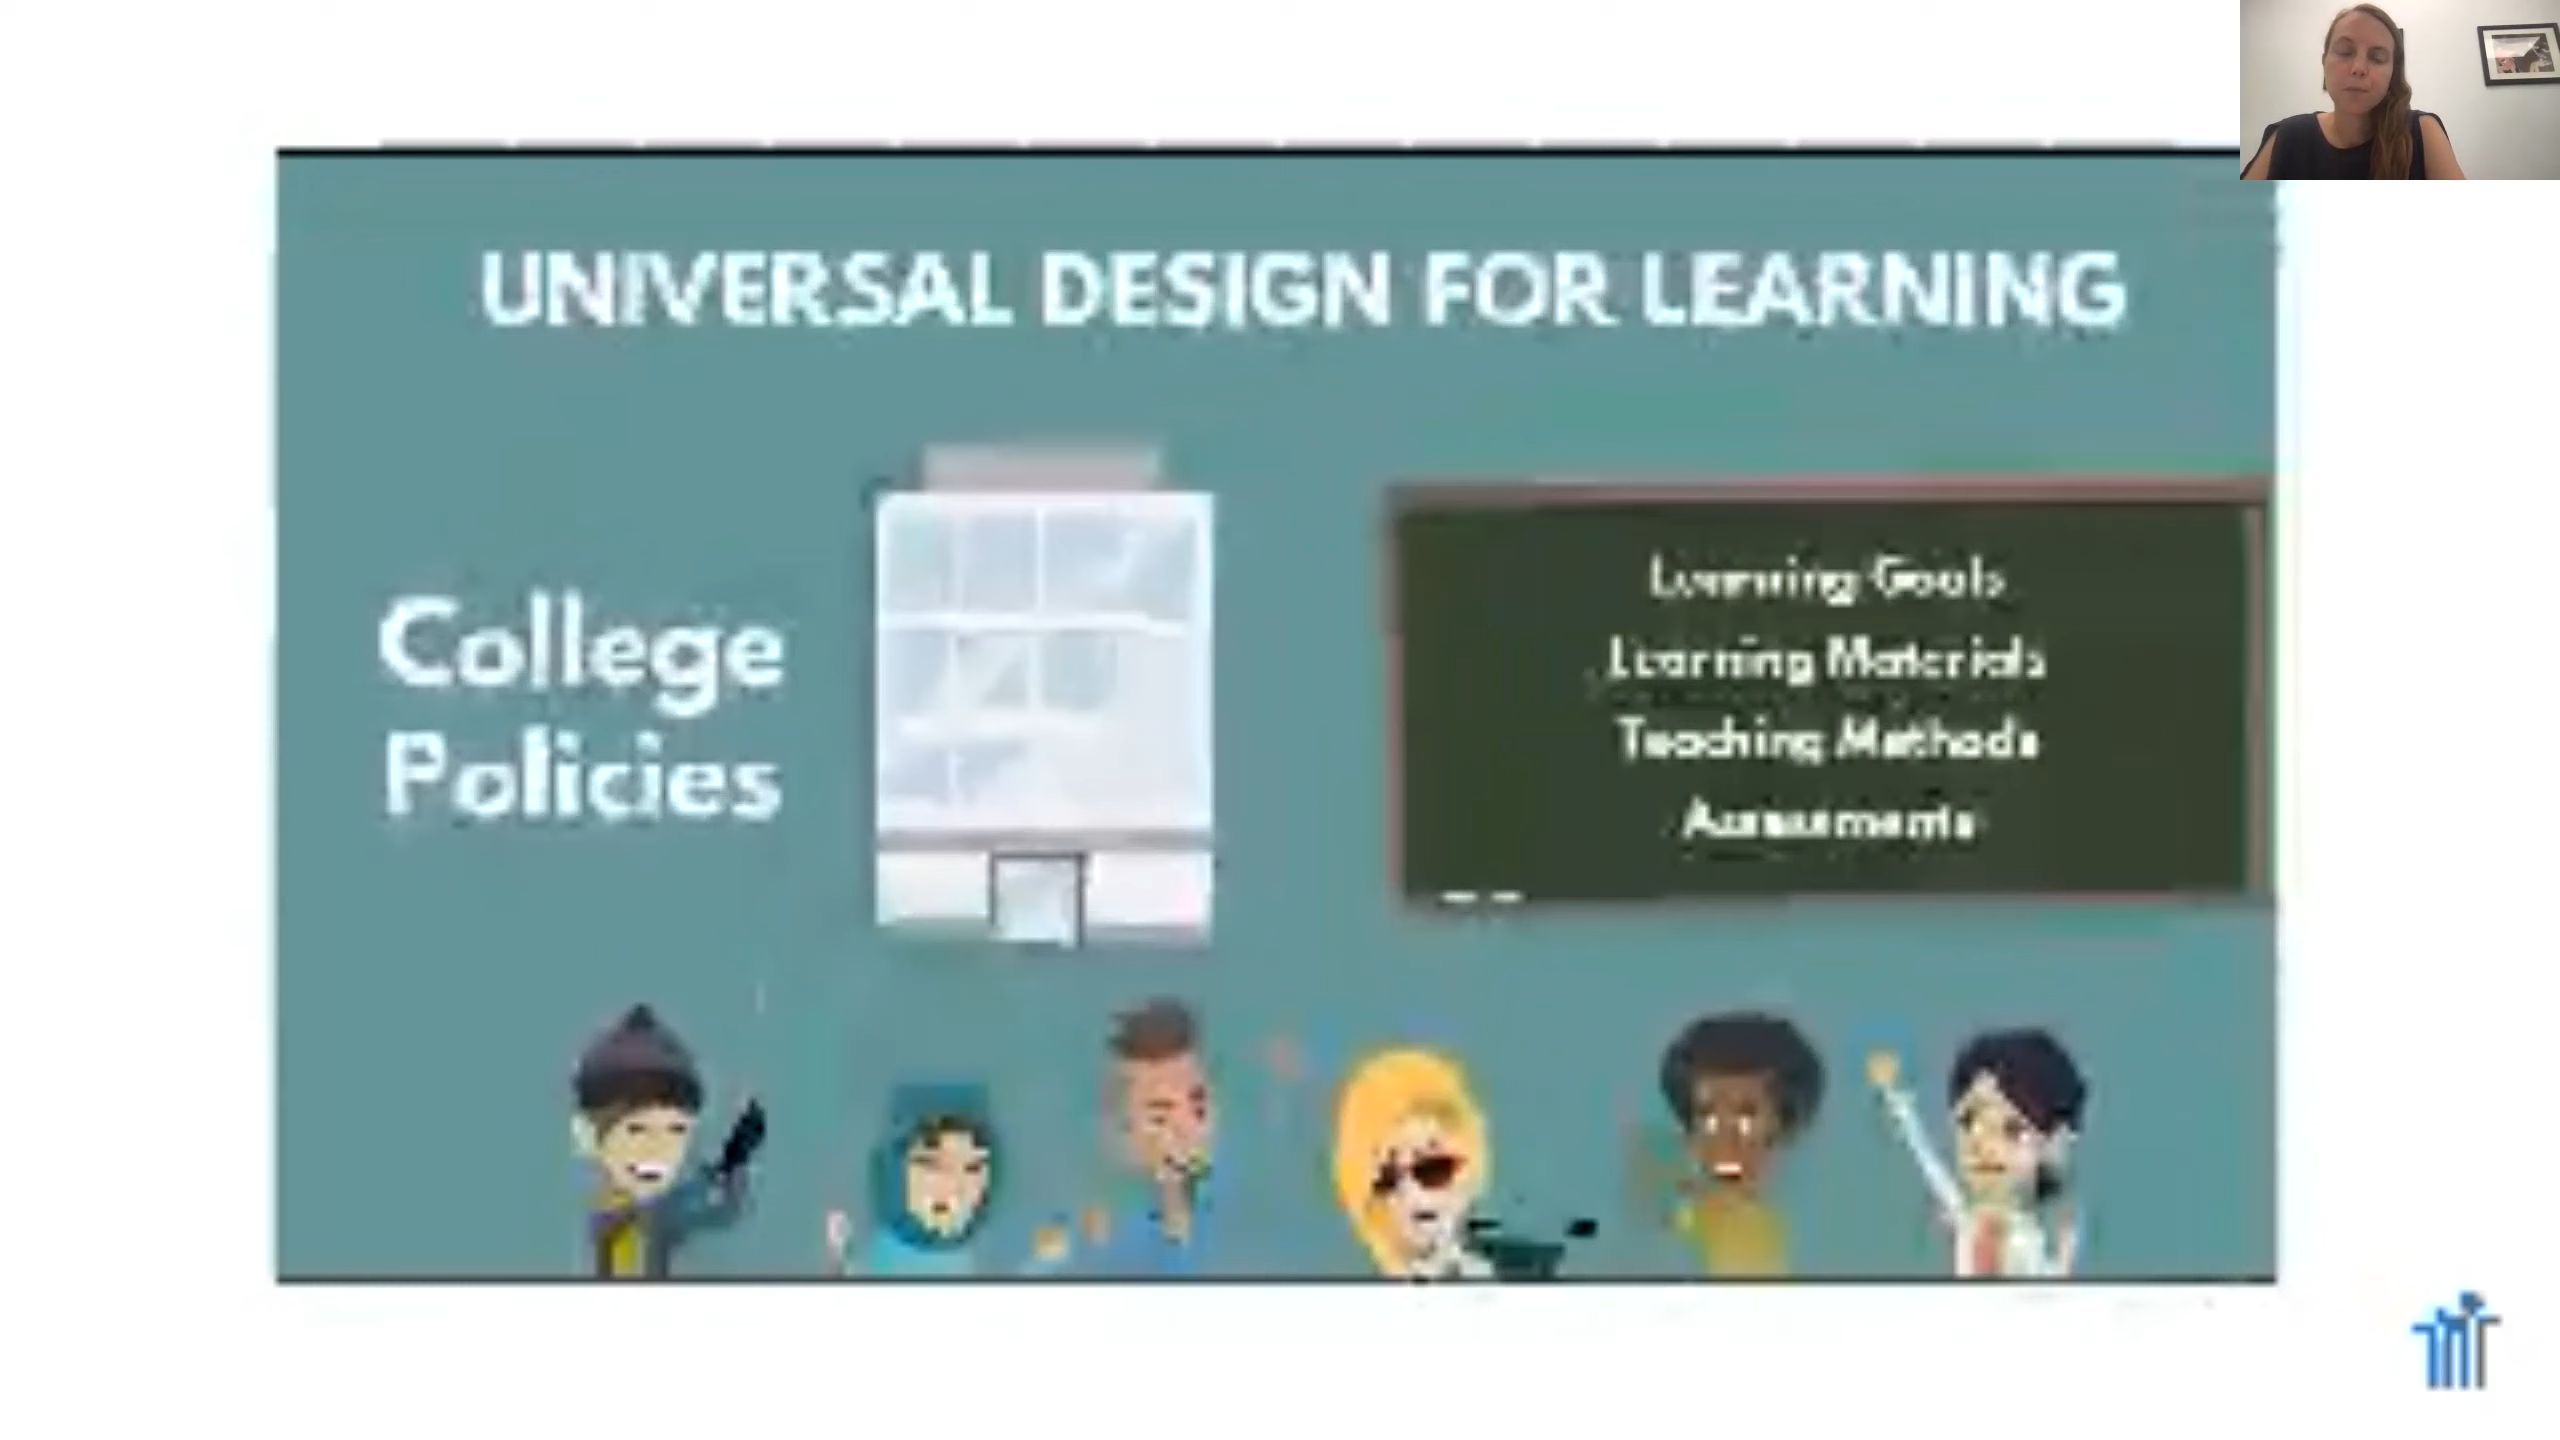 UNIVERSAL DESIGN FOR LEARNING
College
Policies
Learning Goals
Learning Materials
Teaching Methods
Assessments